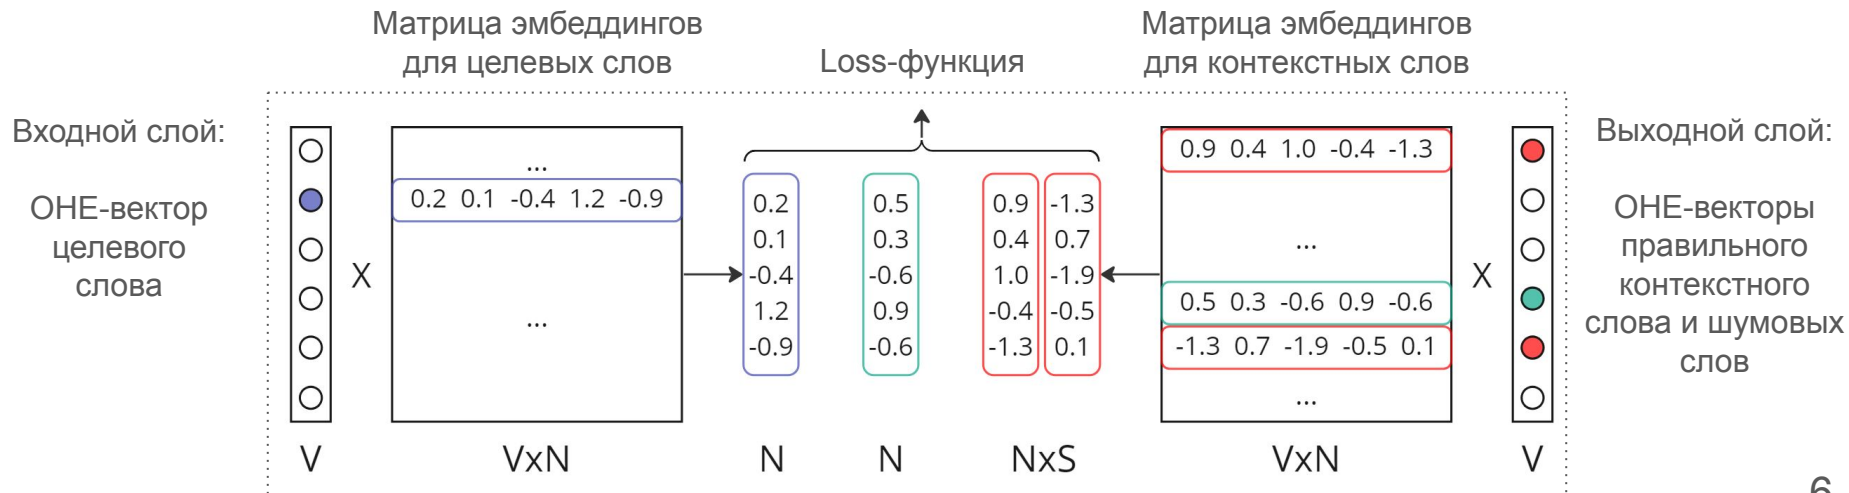 Матрица эмбеддингов
для целевых слов
Loss-функция
Матрица эмбеддингов
для контекстных слов
Входной слой:
OHE-вектор
целевого
слова
X
...
0.2 0.1 -0.4 1.2 -0.9
...
0.2
0.1
-0.4
1.2
-0.9
0.5
0.3
-0.6
0.9
-0.6
0.9 -1.3
0.4 0.7
1.0 -1.9
-0.4 -0.5
-1.3 0.1
0.9 0.4 1.0 -0.4 -1.3
...
0.5 0.3 -0.6 0.9 -0.6
-1.3 0.7 -1.9 -0.5 0.1
...
X
Выходной слой:
OHE-векторы
правильного
контекстного
слова и шумовых
слов
V VxN N N NxS VxN V